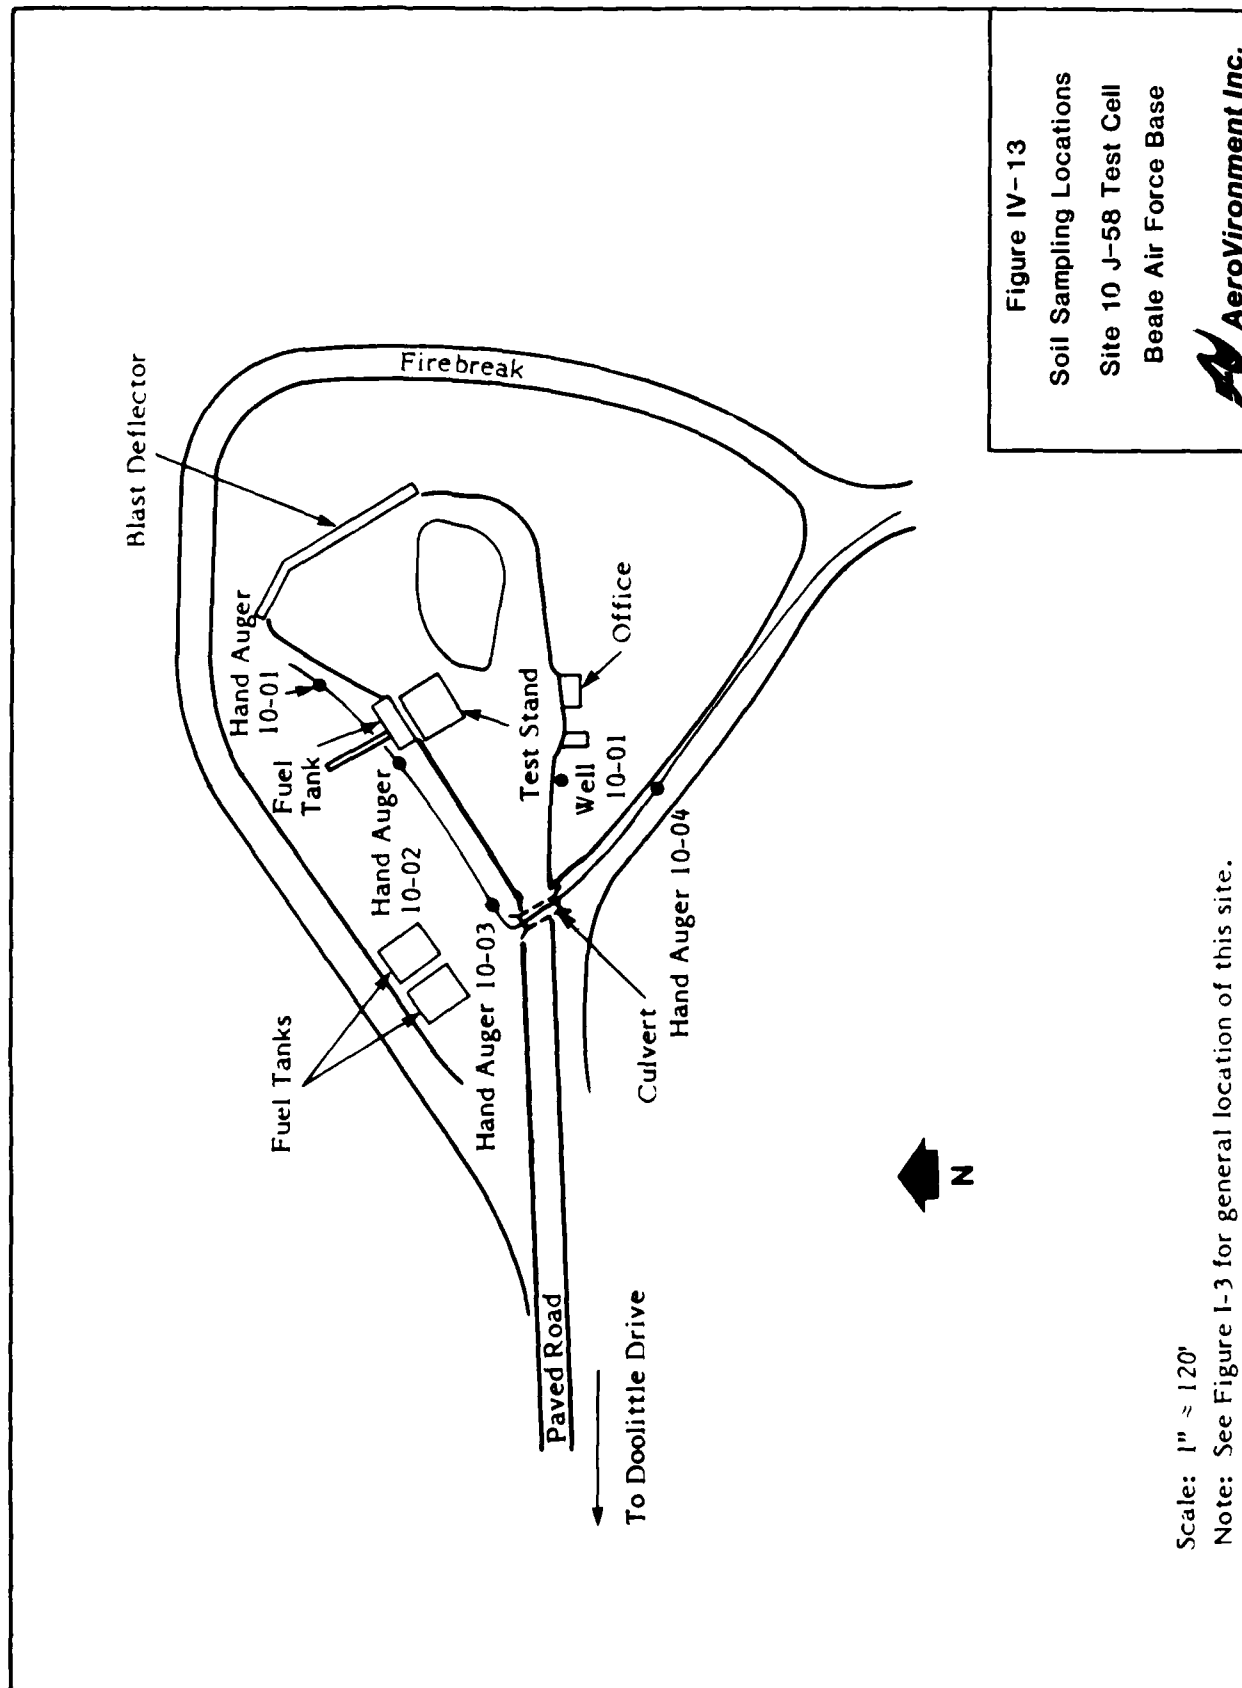 Blast Deflector
Firebreak
Hand Auger
10-01
Fuel
Tank
Hand Auger
10-02
Test Stand
Office
Well
10-01
Fuel Tanks
Hand Auger 10-03
Culvert
Hand Auger 10-04
Paved Road
To Doolittle Drive
N
Scale: 1" ≈ 120'
Note: See Figure I-3 for general location of this site.
Figure IV-13
Soil Sampling Locations
Site 10 J-58 Test Cell
Beale Air Force Base
AeroVironment Inc.